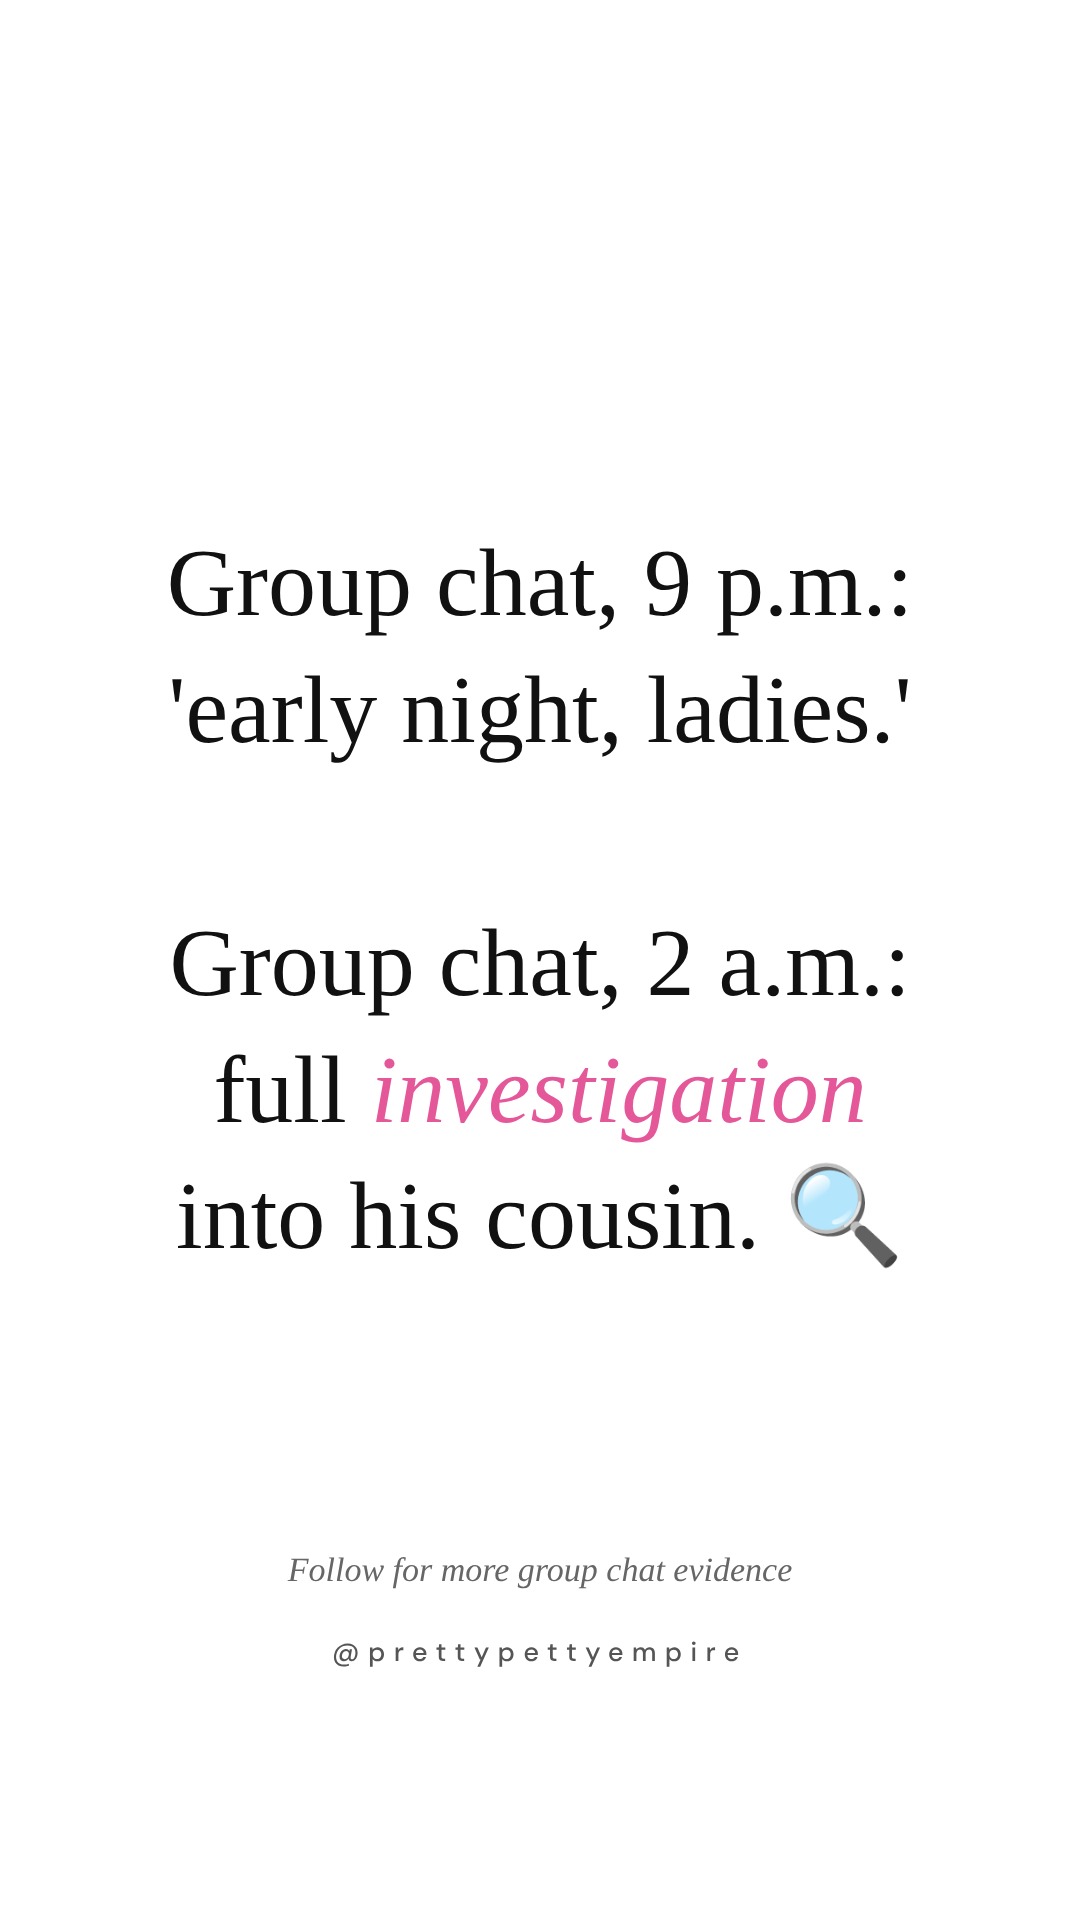 Group chat, 9 p.m.:
'early night, ladies.'
Group chat, 2 a.m.:
full investigation
into his cousin. 🔍
Follow for more group chat evidence
@prettypettyempire